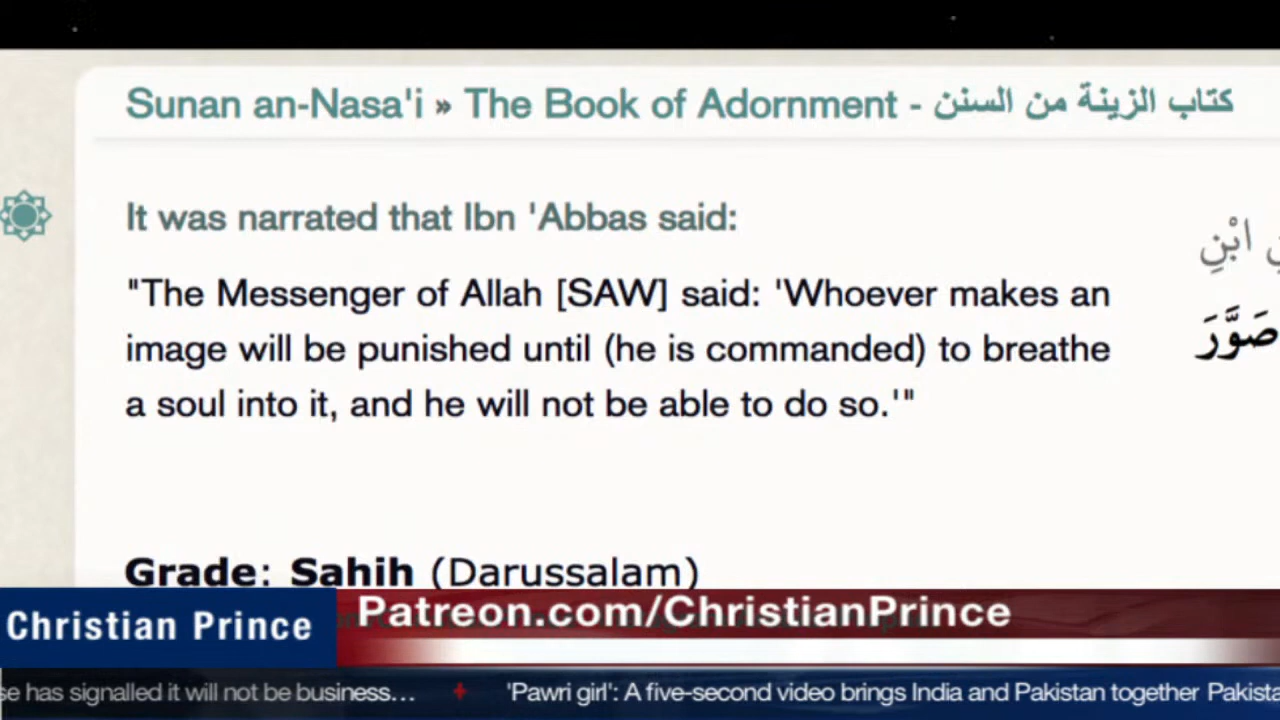 Sunan an-Nasa'i » The Book of Adornment - كتاب الزينة من السنن
It was narrated that Ibn 'Abbas said:
ابْنِ
"The Messenger of Allah [SAW] said: 'Whoever makes an
صَوَّرَ
image will be punished until (he is commanded) to breathe
a soul into it, and he will not be able to do so.'"
Grade: Sahih (Darussalam)
Christian Prince
Patreon.com/ChristianPrince
has signalled it will not be business... 'Pawri girl': A five-second video brings India and Pakistan together